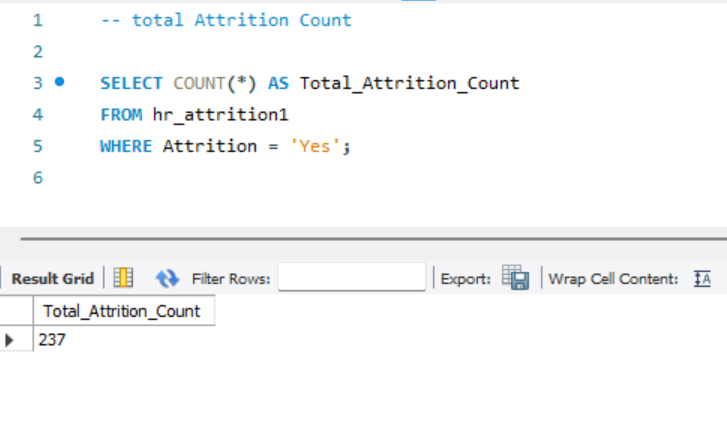 1 -- total Attrition Count
2
3 SELECT COUNT(*) AS Total_Attrition_Count
4 FROM hr_attrition1
5 WHERE Attrition = 'Yes';
6
Result Grid Filter Rows: Export: Wrap Cell Content: IA
Total_Attrition_Count
237